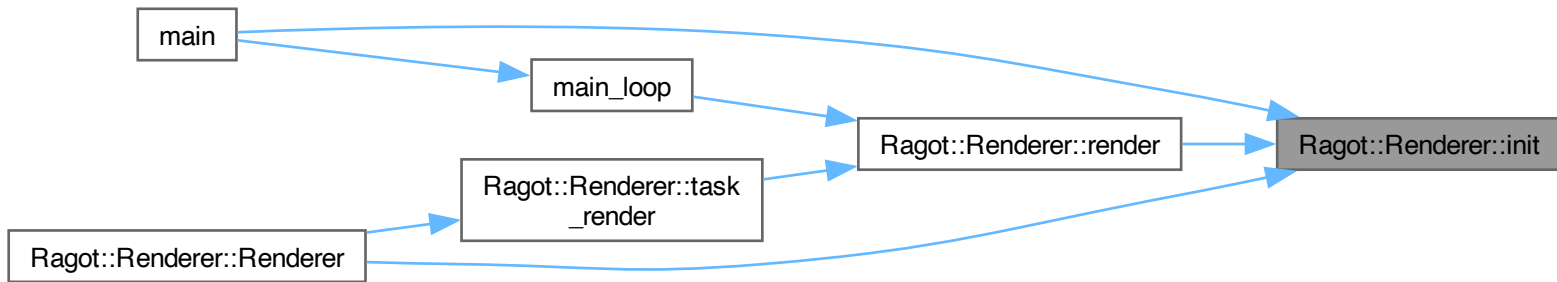 main
main_loop
Ragot::Renderer::render
Ragot::Renderer::init
Ragot::Renderer::task
_render
Ragot::Renderer::Renderer